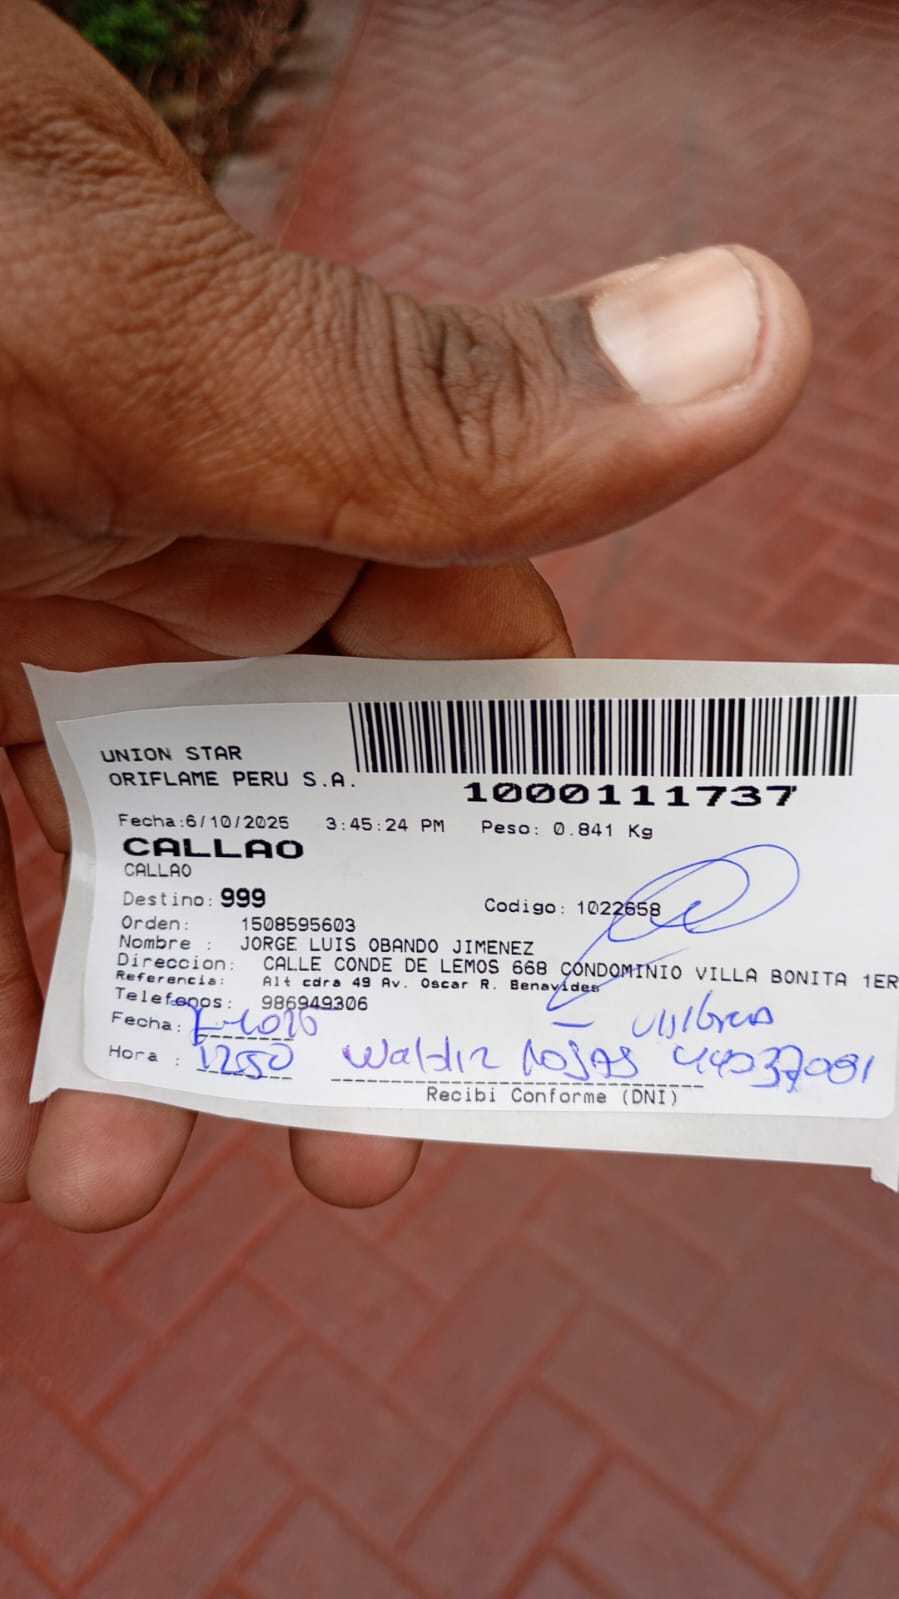 UNION STAR
ORIFLAME PERU S.A.
1000111737
Fecha:6/10/2025 3:45:24 PM Peso: 0.841 Kg
CALLAO
CALLAO
Destino: 999 Codigo: 1022658
Orden: 1508595603
Nombre : JORGE LUIS OBANDO JIMENEZ
Direccion: CALLE CONDE DE LEMOS 668 CONDOMINIO VILLA BONITA 1ER
Referencia: Alt cdra 49 Av. Oscar R. Benavides
Telefonos: 986949306
Fecha:
Hora : 1250 Waldir Rojas 44037081
Recibi Conforme (DNI)